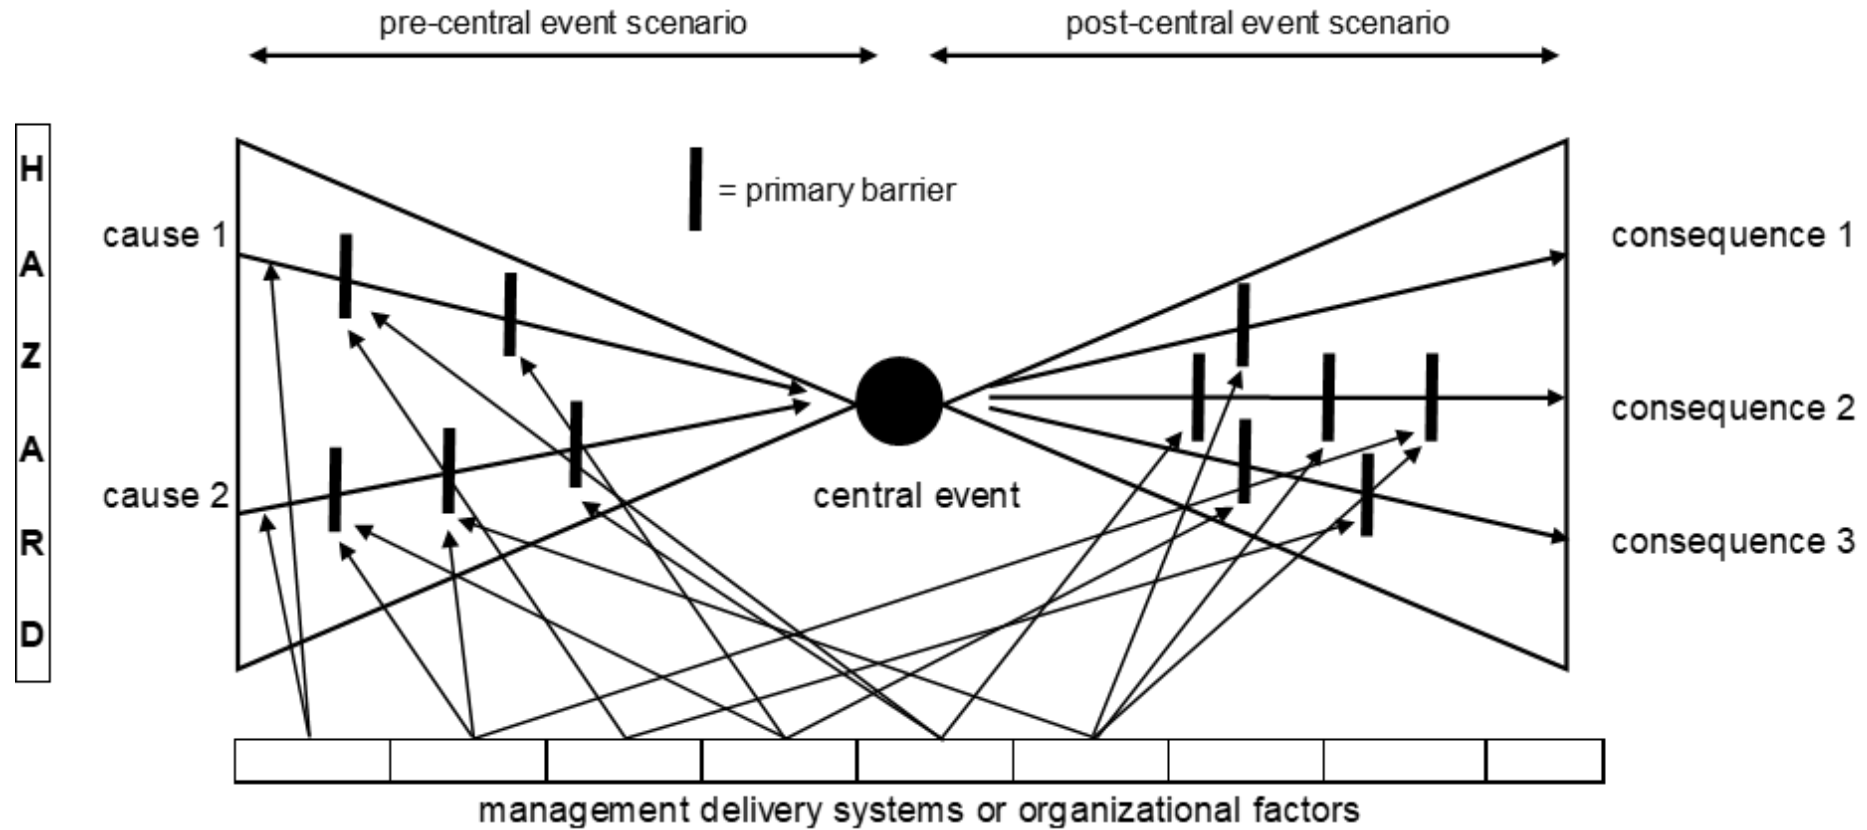 pre-central event scenario
post-central event scenario
HAZARD
= primary barrier
cause 1
consequence 1
consequence 2
cause 2
central event
consequence 3
management delivery systems or organizational factors